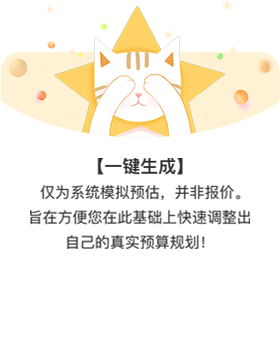 【一键生成】
仅为系统模拟预估，并非报价。
旨在方便您在此基础上快速调整出
自己的真实预算规划！